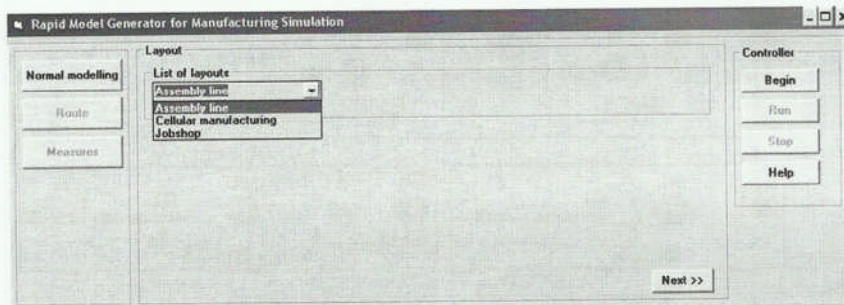 Rapid Model Generator for Manufacturing Simulation
Normal modelling
Route
Measures
Layout
List of layouts
Assembly line
Assembly line
Cellular manufacturing
Jobshop
Next >>
Controller
Begin
Run
Stop
Help